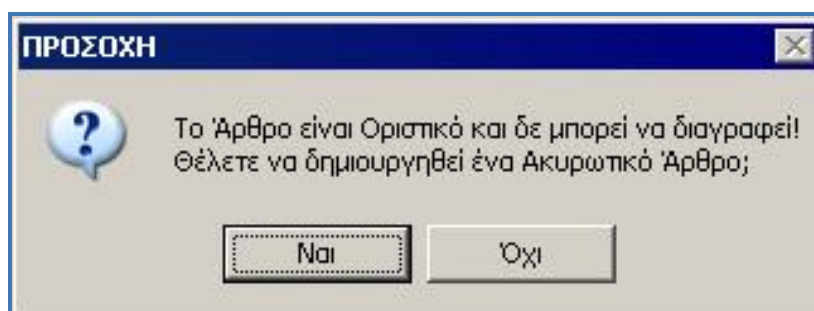 ΠΡΟΣΟΧΗ
Το Άρθρο είναι Οριστικό και δε μπορεί να διαγραφεί!
Θέλετε να δημιουργηθεί ένα Ακυρωτικό Άρθρο;
Ναι
Όχι